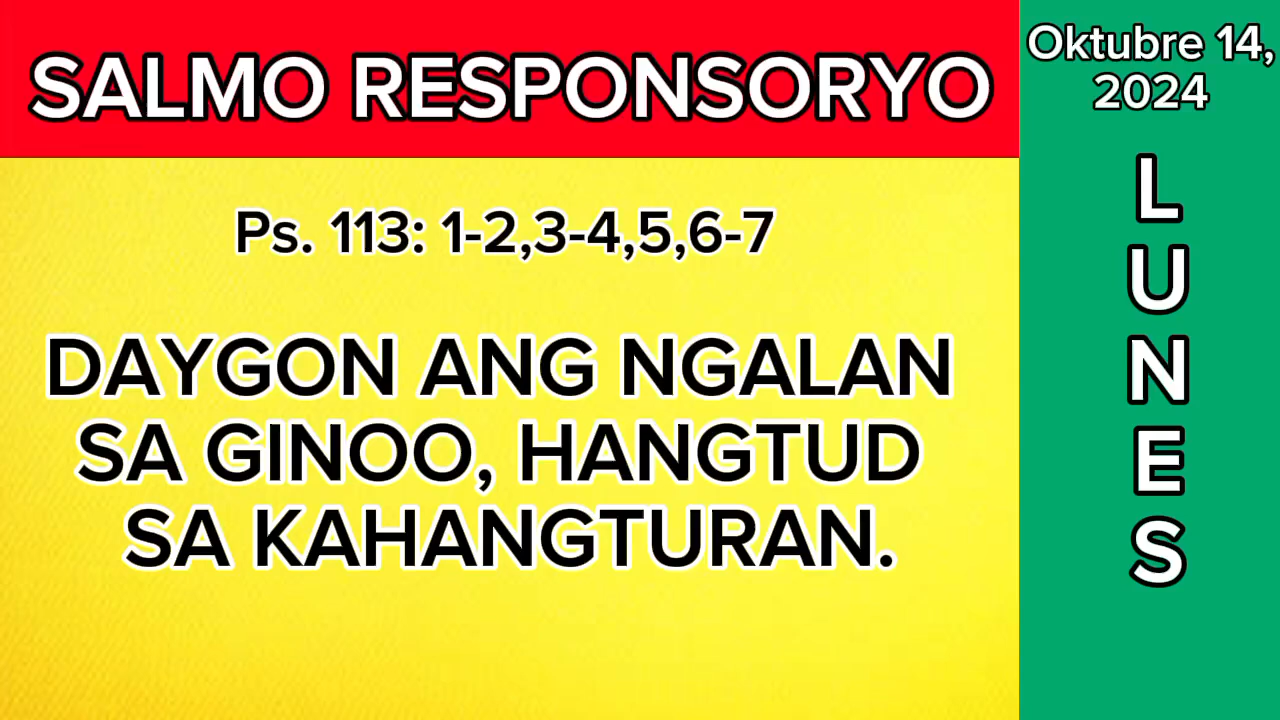 SALMO RESPONSORYO
Ps. 113: 1-2,3-4,5,6-7
DAYGON ANG NGALAN
SA GINOO, HANGTUD
SA KAHANGTURAN.
Oktubre 14,
2024
L
U
N
E
S